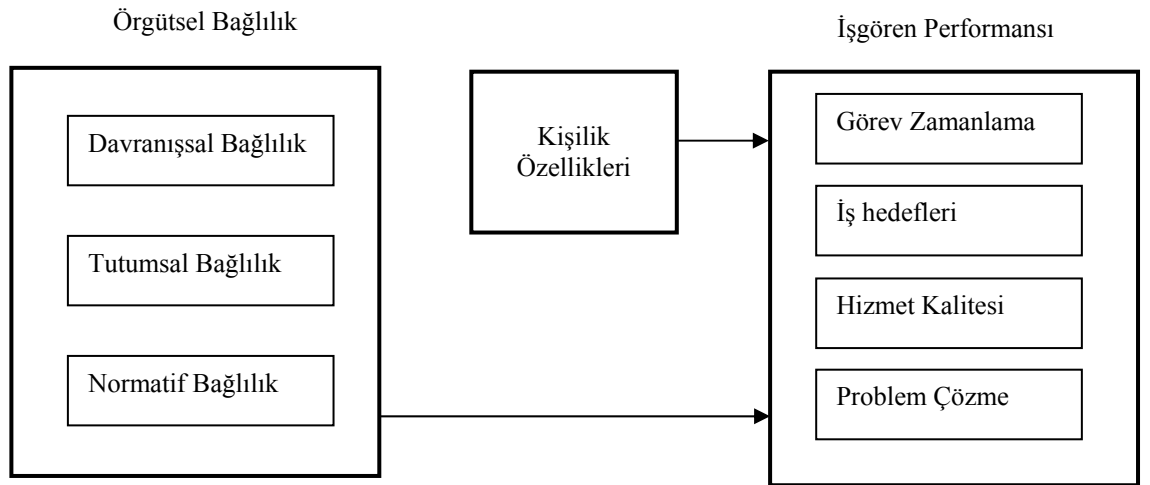 Örgütsel Bağlılık
Davranışsal Bağlılık
Tutumsal Bağlılık
Normatif Bağlılık
Kişilik
Özellikleri
İşgören Performansı
Görev Zamanlama
İş hedefleri
Hizmet Kalitesi
Problem Çözme